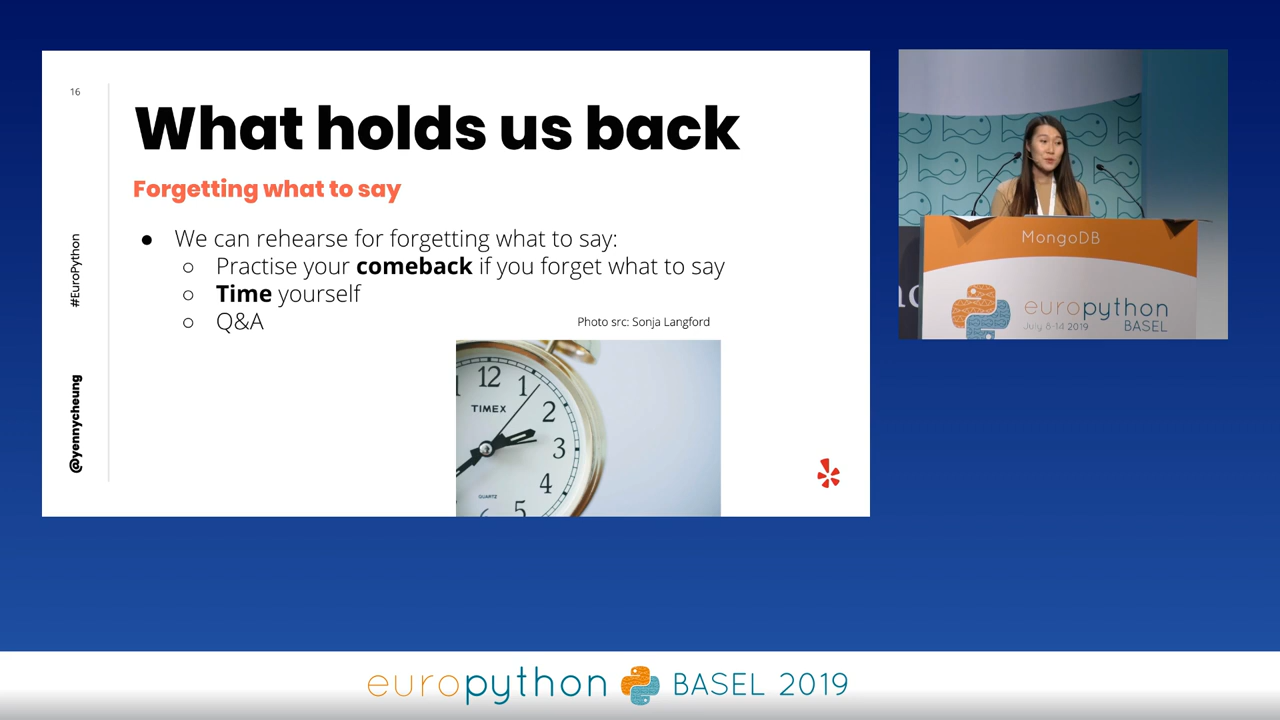 16
What holds us back
Forgetting what to say
● We can rehearse for forgetting what to say:
○ Practise your comeback if you forget what to say
○ Time yourself
○ Q&A
Photo src: Sonja Langford
#EuroPython
@yennycheung
12
1
2
3
4
5
TIMEX
QUARTZ
MongoDB
europython
July 8-14 2019
BASEL
europython BASEL 2019